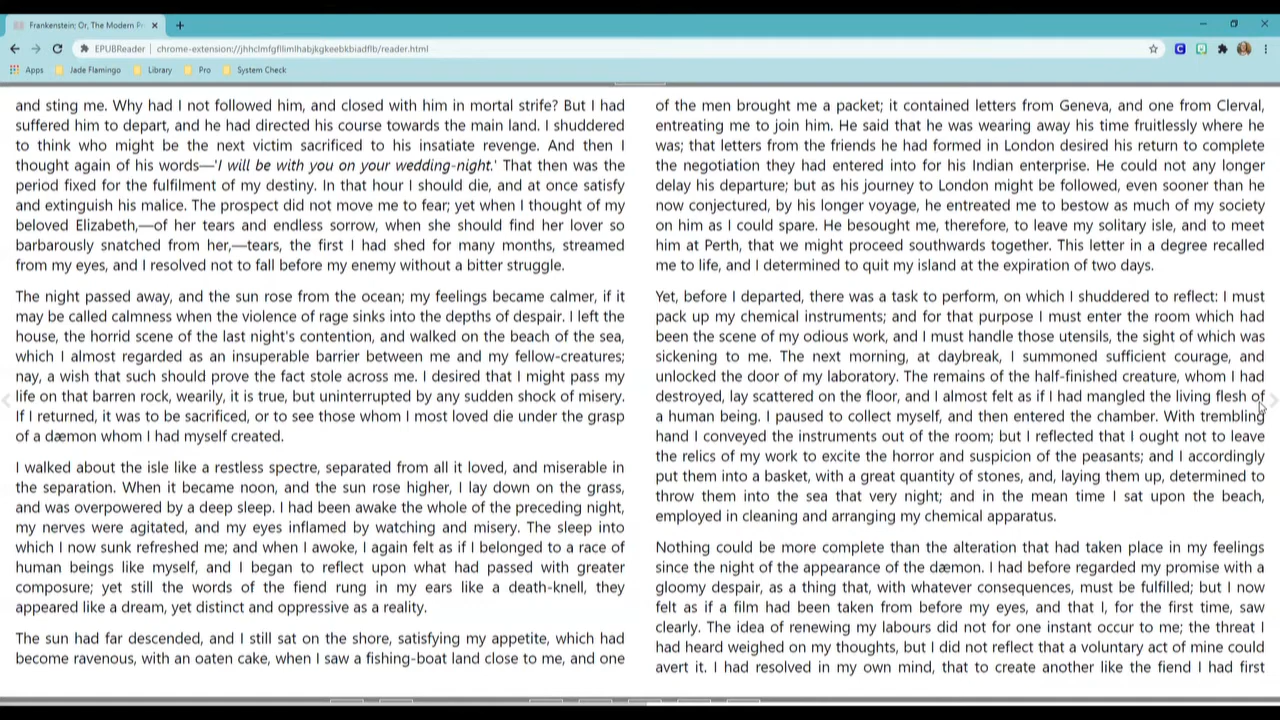 Frankenstein; Or, The Modern Pr
EPUBReader
chrome-extension://jhhclmfgfllimlhabjkgkeebkbiadflb/reader.html
Apps
Jade Flamingo
Library
Pro
System Check
and sting me. Why had I not followed him, and closed with him in mortal strife? But I had
suffered him to depart, and he had directed his course towards the main land. I shuddered
to think who might be the next victim sacrificed to his insatiate revenge. And then I
thought again of his words—'I will be with you on your wedding-night.' That then was the
period fixed for the fulfilment of my destiny. In that hour I should die, and at once satisfy
and extinguish his malice. The prospect did not move me to fear; yet when I thought of my
beloved Elizabeth,—of her tears and endless sorrow, when she should find her lover so
barbarously snatched from her,—tears, the first I had shed for many months, streamed
from my eyes, and I resolved not to fall before my enemy without a bitter struggle.
The night passed away, and the sun rose from the ocean; my feelings became calmer, if it
may be called calmness when the violence of rage sinks into the depths of despair. I left the
house, the horrid scene of the last night's contention, and walked on the beach of the sea,
which I almost regarded as an insuperable barrier between me and my fellow-creatures;
nay, a wish that such should prove the fact stole across me. I desired that I might pass my
life on that barren rock, wearily, it is true, but uninterrupted by any sudden shock of misery.
If I returned, it was to be sacrificed, or to see those whom I most loved die under the grasp
of a dæmon whom I had myself created.
I walked about the isle like a restless spectre, separated from all it loved, and miserable in
the separation. When it became noon, and the sun rose higher, I lay down on the grass,
and was overpowered by a deep sleep. I had been awake the whole of the preceding night,
my nerves were agitated, and my eyes inflamed by watching and misery. The sleep into
which I now sunk refreshed me; and when I awoke, I again felt as if I belonged to a race of
human beings like myself, and I began to reflect upon what had passed with greater
composure; yet still the words of the fiend rung in my ears like a death-knell, they
appeared like a dream, yet distinct and oppressive as a reality.
The sun had far descended, and I still sat on the shore, satisfying my appetite, which had
become ravenous, with an oaten cake, when I saw a fishing-boat land close to me, and one
of the men brought me a packet; it contained letters from Geneva, and one from Clerval,
entreating me to join him. He said that he was wearing away his time fruitlessly where he
was; that letters from the friends he had formed in London desired his return to complete
the negotiation they had entered into for his Indian enterprise. He could not any longer
delay his departure; but as his journey to London might be followed, even sooner than he
now conjectured, by his longer voyage, he entreated me to bestow as much of my society
on him as I could spare. He besought me, therefore, to leave my solitary isle, and to meet
him at Perth, that we might proceed southwards together. This letter in a degree recalled
me to life, and I determined to quit my island at the expiration of two days.
Yet, before I departed, there was a task to perform, on which I shuddered to reflect: I must
pack up my chemical instruments; and for that purpose I must enter the room which had
been the scene of my odious work, and I must handle those utensils, the sight of which was
sickening to me. The next morning, at daybreak, I summoned sufficient courage, and
unlocked the door of my laboratory. The remains of the half-finished creature, whom I had
destroyed, lay scattered on the floor, and I almost felt as if I had mangled the living flesh of
a human being. I paused to collect myself, and then entered the chamber. With trembling
hand I conveyed the instruments out of the room; but I reflected that I ought not to leave
the relics of my work to excite the horror and suspicion of the peasants; and I accordingly
put them into a basket, with a great quantity of stones, and, laying them up, determined to
throw them into the sea that very night; and in the mean time I sat upon the beach,
employed in cleaning and arranging my chemical apparatus.
Nothing could be more complete than the alteration that had taken place in my feelings
since the night of the appearance of the dæmon. I had before regarded my promise with a
gloomy despair, as a thing that, with whatever consequences, must be fulfilled; but I now
felt as if a film had been taken from before my eyes, and that I, for the first time, saw
clearly. The idea of renewing my labours did not for one instant occur to me; the threat I
had heard weighed on my thoughts, but I did not reflect that a voluntary act of mine could
avert it. I had resolved in my own mind, that to create another like the fiend I had first